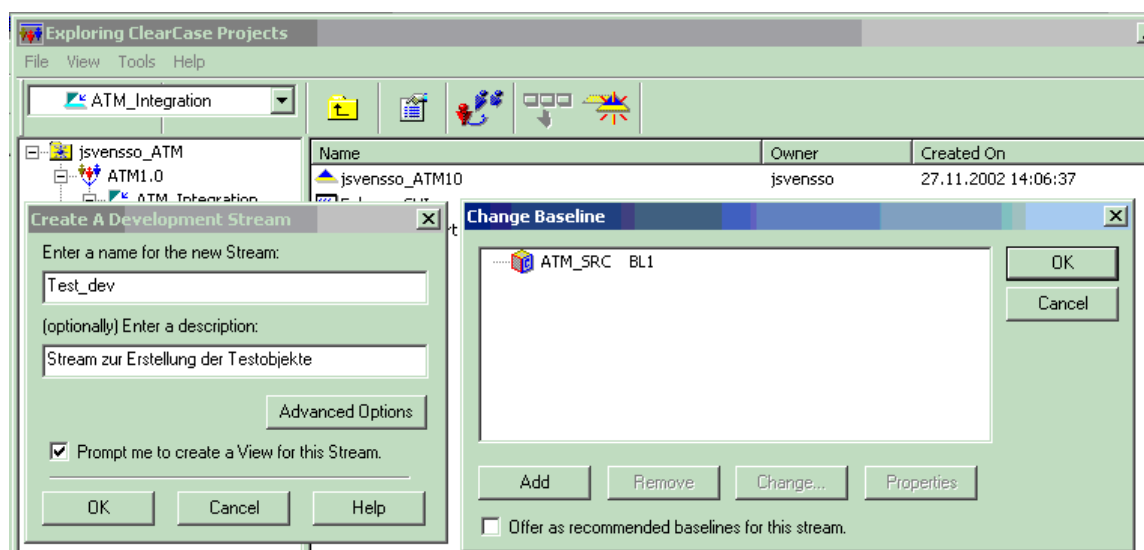 Exploring ClearCase Projects
File View Tools Help
ATM_Integration
jsvensso_ATM
ATM1.0
ATM_Integration
Name Owner Created On
jsvensso_ATM10 jsvensso 27.11.2002 14:06:37
Create A Development Stream
Enter a name for the new Stream:
Test_dev
(optionally) Enter a description:
Stream zur Erstellung der Testobjekte
Advanced Options
Prompt me to create a View for this Stream.
OK Cancel Help
Change Baseline
ATM_SRC BL1
OK
Cancel
Add Remove Change... Properties
Offer as recommended baselines for this stream.